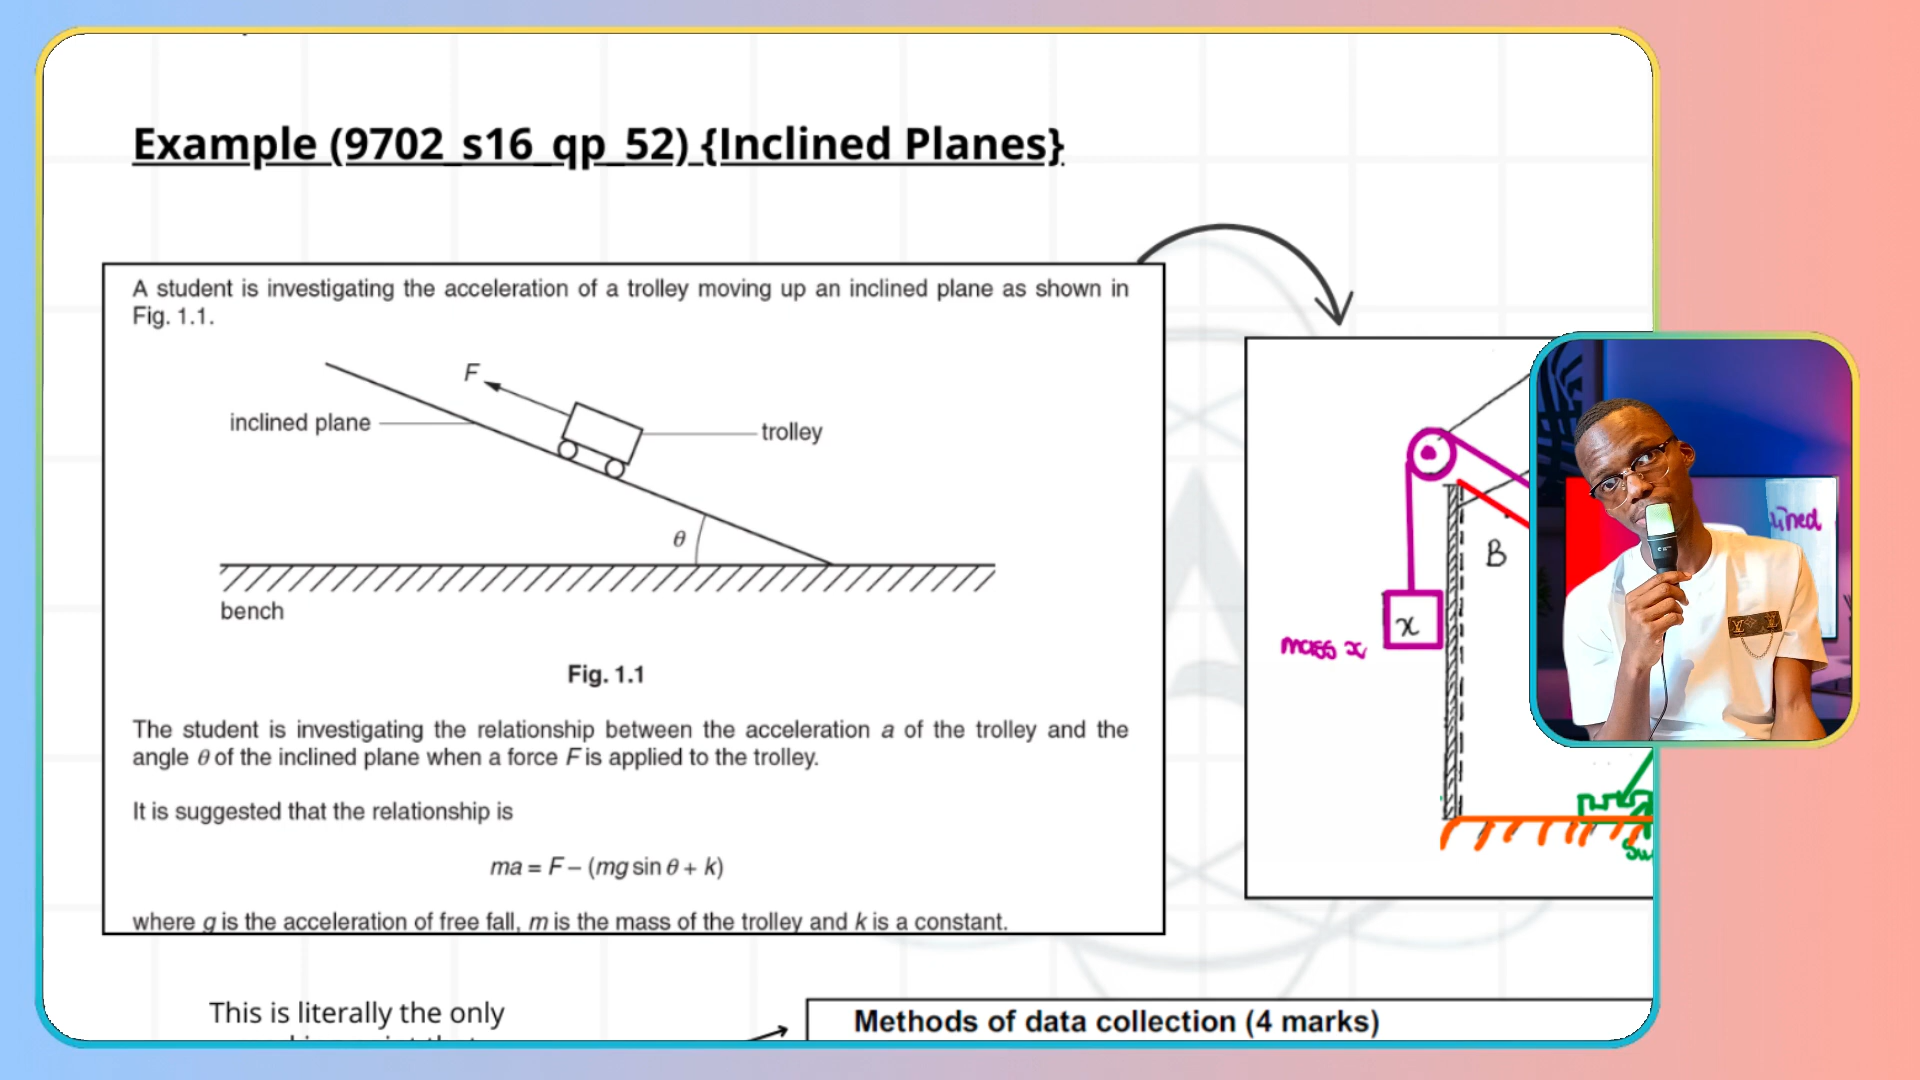 Example (9702_s16_qp_52) {Inclined Planes}
A student is investigating the acceleration of a trolley moving up an inclined plane as shown in
Fig. 1.1.
F
inclined plane
trolley
θ
bench
Fig. 1.1
The student is investigating the relationship between the acceleration a of the trolley and the
angle θ of the inclined plane when a force F is applied to the trolley.
It is suggested that the relationship is
ma = F – (mg sin θ + k)
where g is the acceleration of free fall, m is the mass of the trolley and k is a constant.
B
x
mass x
This is literally the only
Methods of data collection (4 marks)